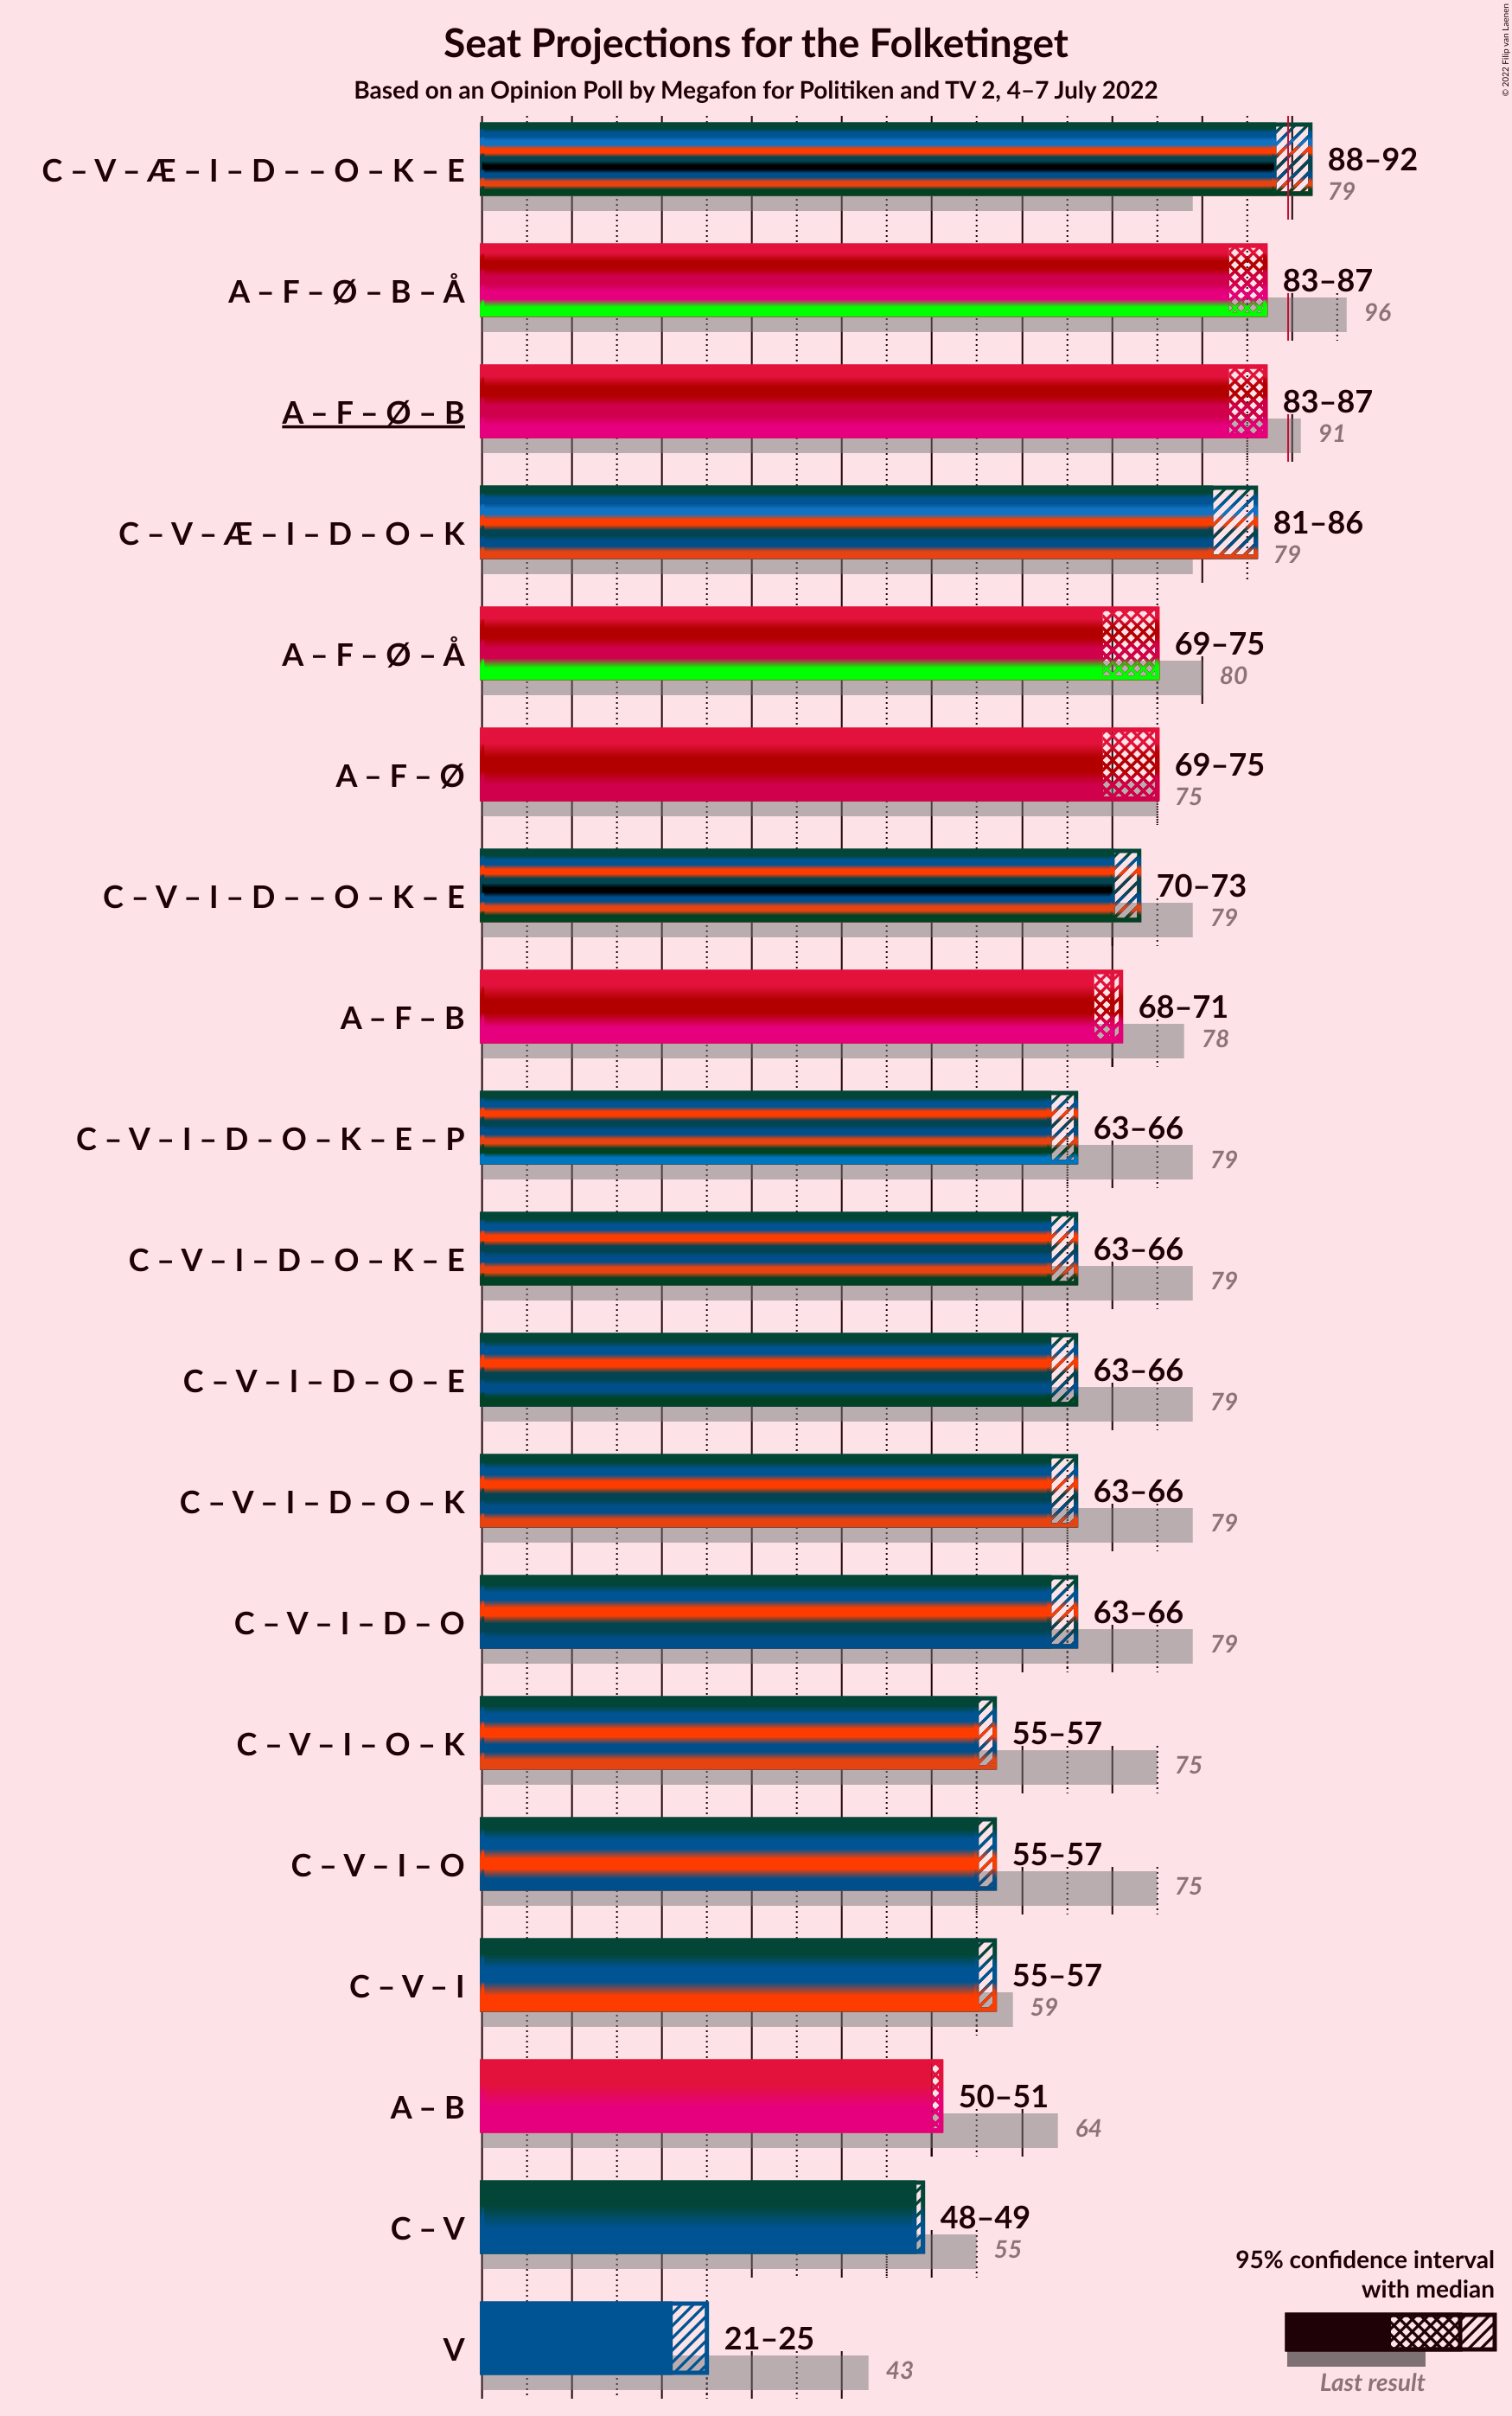 Seat Projections for the Folketinget
Based on an Opinion Poll by Megafon for Politiken and TV 2, 4–7 July 2022
© 2022 Filip van Laenen
C – V – Æ – I – D – – O – K – E
88–92
79
A – F – Ø – B – Å
83–87
96
A – F – Ø – B
83–87
91
C – V – Æ – I – D – O – K
81–86
79
A – F – Ø – Å
69–75
80
A – F – Ø
69–75
75
C – V – I – D – – O – K – E
70–73
79
A – F – B
68–71
78
C – V – I – D – O – K – E – P
63–66
79
C – V – I – D – O – K – E
63–66
79
C – V – I – D – O – E
63–66
79
C – V – I – D – O – K
63–66
79
C – V – I – D – O
63–66
79
C – V – I – O – K
55–57
75
C – V – I – O
55–57
75
C – V – I
55–57
59
A – B
50–51
64
C – V
48–49
55
V
21–25
43
95% confidence interval
with median
Last result